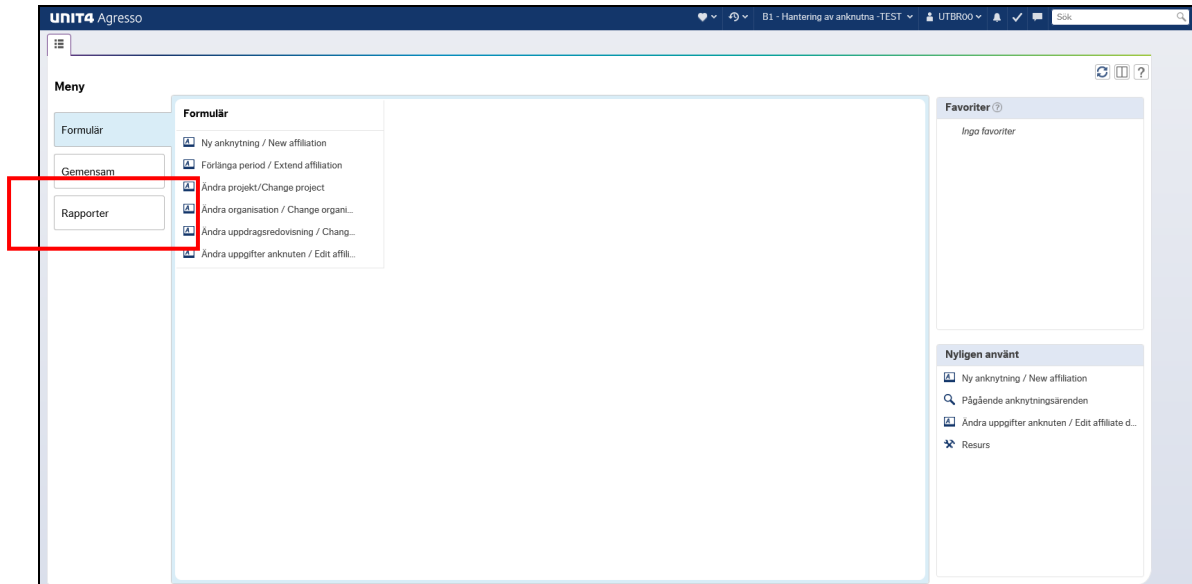 UNIT4 Agresso
B1 - Hantering av anknutna -TEST
UTBR00
Sök
Meny
Formulär
Gemensam
Rapporter
Formulär
Ny anknytning / New affiliation
Förlänga period / Extend affiliation
Ändra projekt/Change project
Ändra organisation / Change organi...
Ändra uppdragsredovisning / Chang...
Ändra uppgifter anknuten / Edit affili...
Favoriter ?
Inga favoriter
Nyligen använt
Ny anknytning / New affiliation
Pågående anknytningsärenden
Ändra uppgifter anknuten / Edit affiliate d...
Resurs